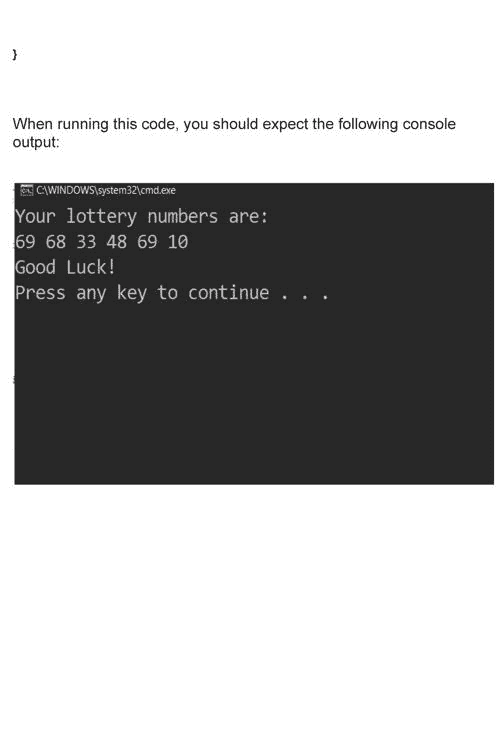 }
When running this code, you should expect the following console
output:
C:\WINDOWS\system32\cmd.exe
Your lottery numbers are:
69 68 33 48 69 10
Good Luck!
Press any key to continue . . .